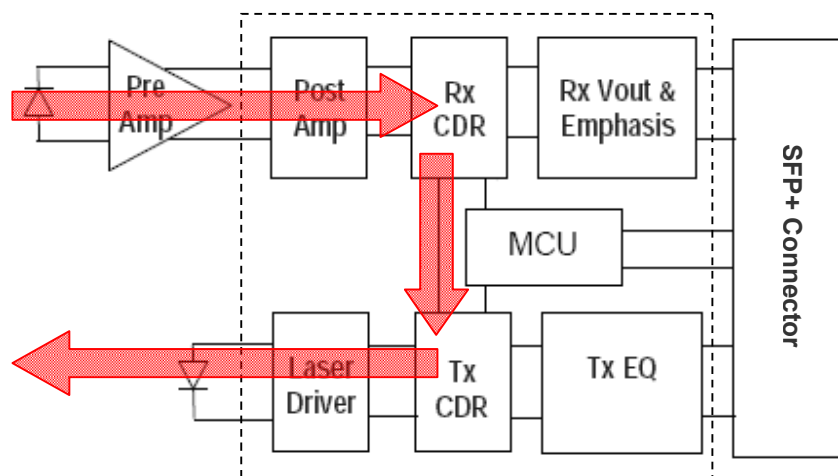 Pre
Amp
Post
Amp
Rx
CDR
Rx Vout &
Emphasis
SFP+ Connector
MCU
Laser
Driver
Tx
CDR
Tx EQ